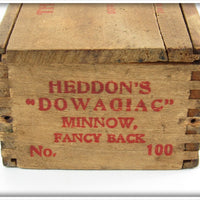 HEDDON'S
"DOWAGIAC"
MINNOW,
FANCY BACK
No. 100